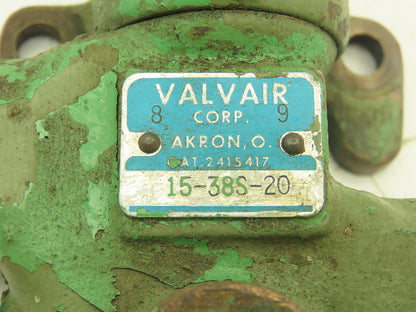 VALVAIR
8 CORP. 9
AKRON, O.
PAT. 2415417
15-38S-20